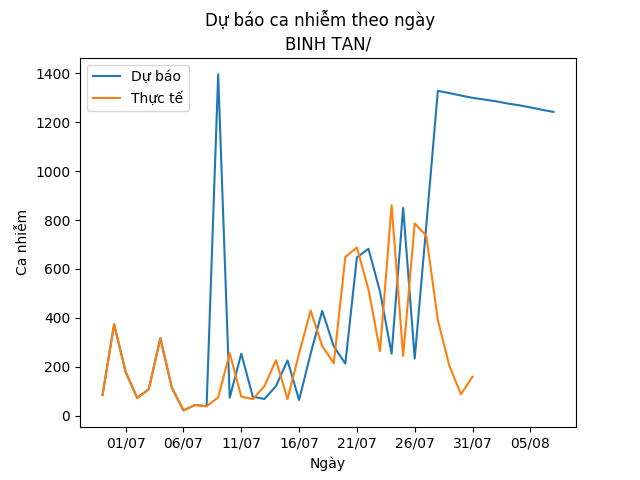 Dự báo ca nhiễm theo ngày
BINH TAN/
Dự báo
Thực tế
1400
1200
1000
800
600
400
200
0
Ca nhiễm
01/07 06/07 11/07 16/07 21/07 26/07 31/07 05/08
Ngày